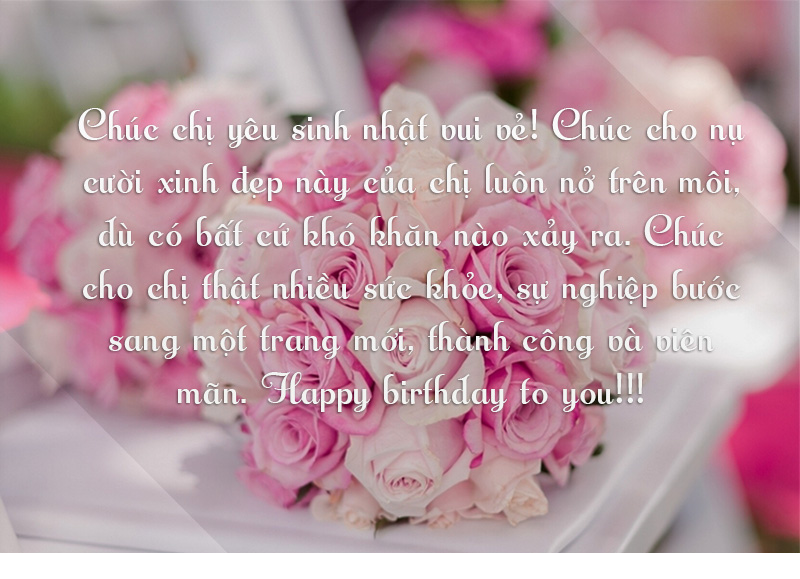 Chúc chị yêu sinh nhật vui vẻ! Chúc cho nụ
cười xinh đẹp này của chị luôn nở trên môi,
dù có bất cứ khó khăn nào xảy ra. Chúc
cho chị thật nhiều sức khỏe, sự nghiệp bước
sang một trang mới, thành công và viên
mãn. Happy birthday to you!!!